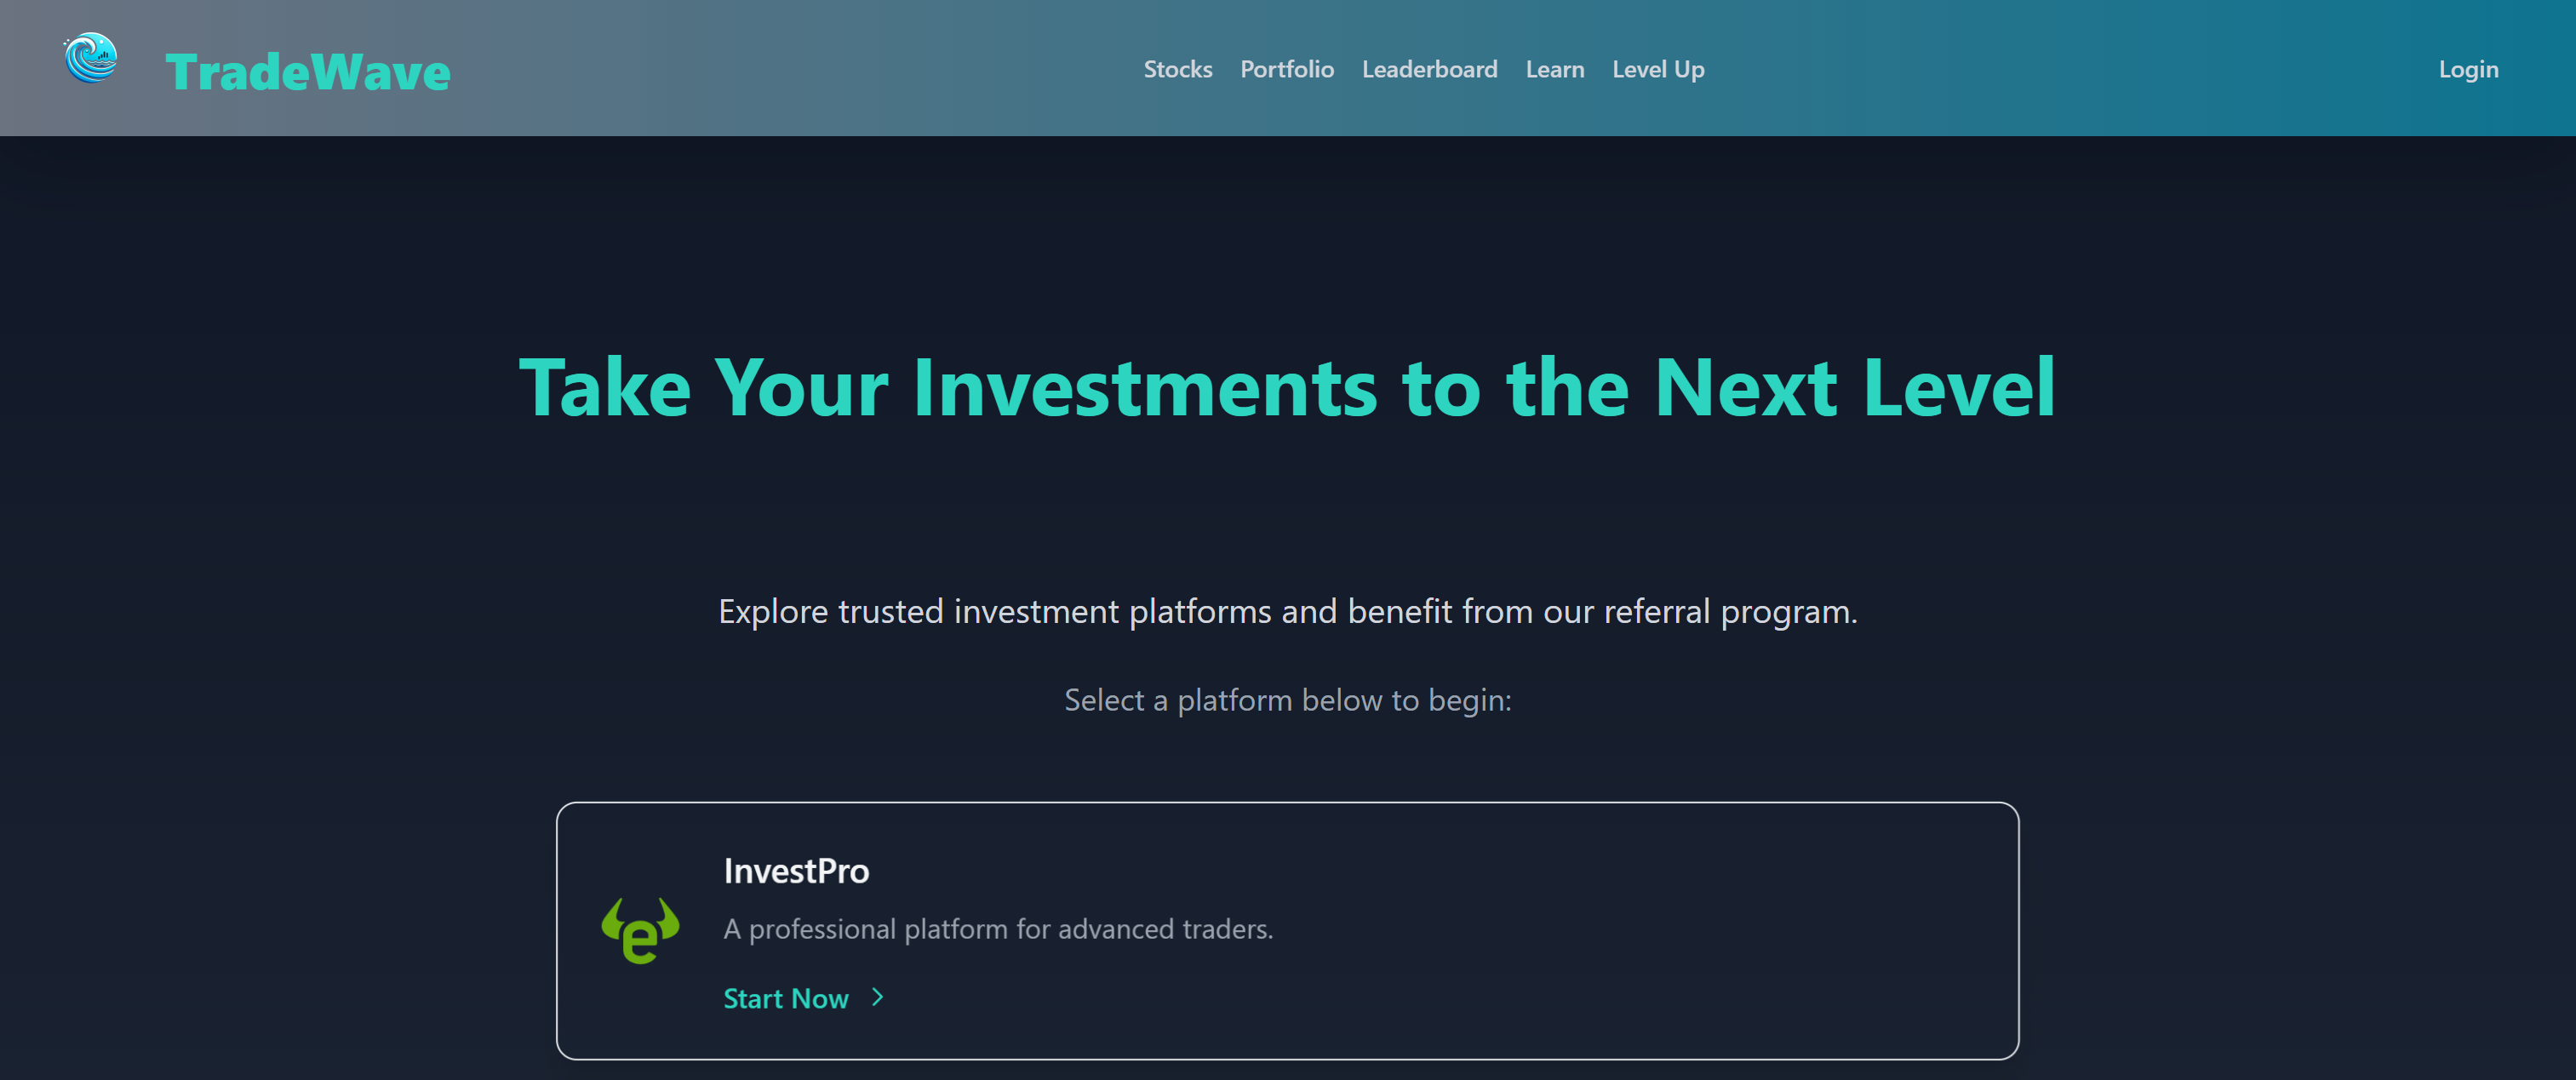 TradeWave
Stocks Portfolio Leaderboard Learn Level Up
Login
Take Your Investments to the Next Level
Explore trusted investment platforms and benefit from our referral program.
Select a platform below to begin:
InvestPro
e
A professional platform for advanced traders.
Start Now